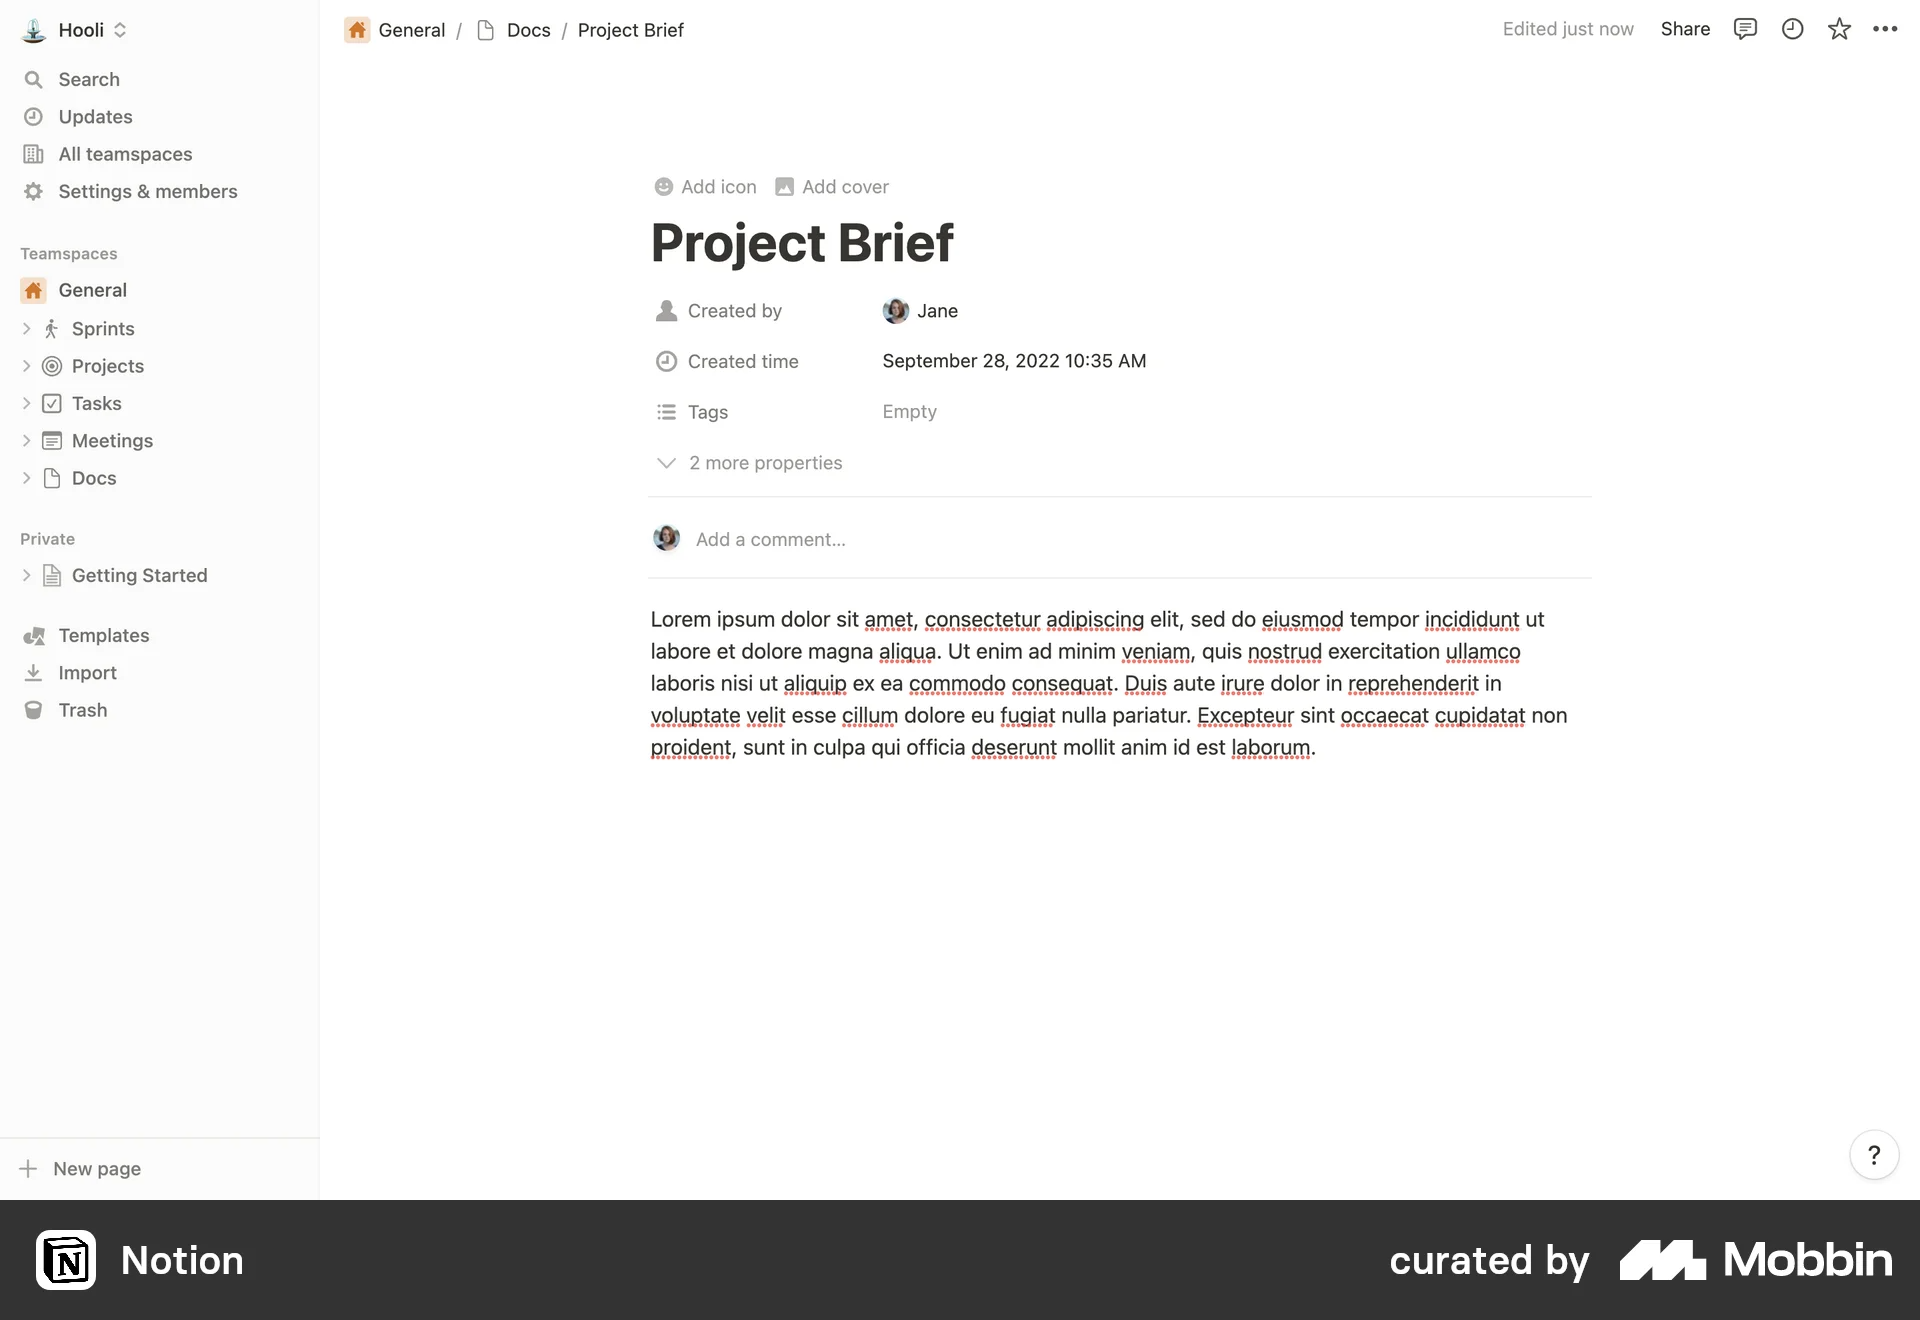 Hooli
Search
Updates
All teamspaces
Settings & members
Teamspaces
General
Sprints
Projects
Tasks
Meetings
Docs
Private
Getting Started
Templates
Import
Trash
New page
General / Docs / Project Brief
Edited just now Share
Add icon Add cover
Project Brief
Created by Jane
Created time September 28, 2022 10:35 AM
Tags Empty
2 more properties
Add a comment...
Lorem ipsum dolor sit amet, consectetur adipiscing elit, sed do eiusmod tempor incididunt ut
labore et dolore magna aliqua. Ut enim ad minim veniam, quis nostrud exercitation ullamco
laboris nisi ut aliquip ex ea commodo consequat. Duis aute irure dolor in reprehenderit in
voluptate velit esse cillum dolore eu fugiat nulla pariatur. Excepteur sint occaecat cupidatat non
proident, sunt in culpa qui officia deserunt mollit anim id est laborum.
?
N Notion
curated by Mobbin